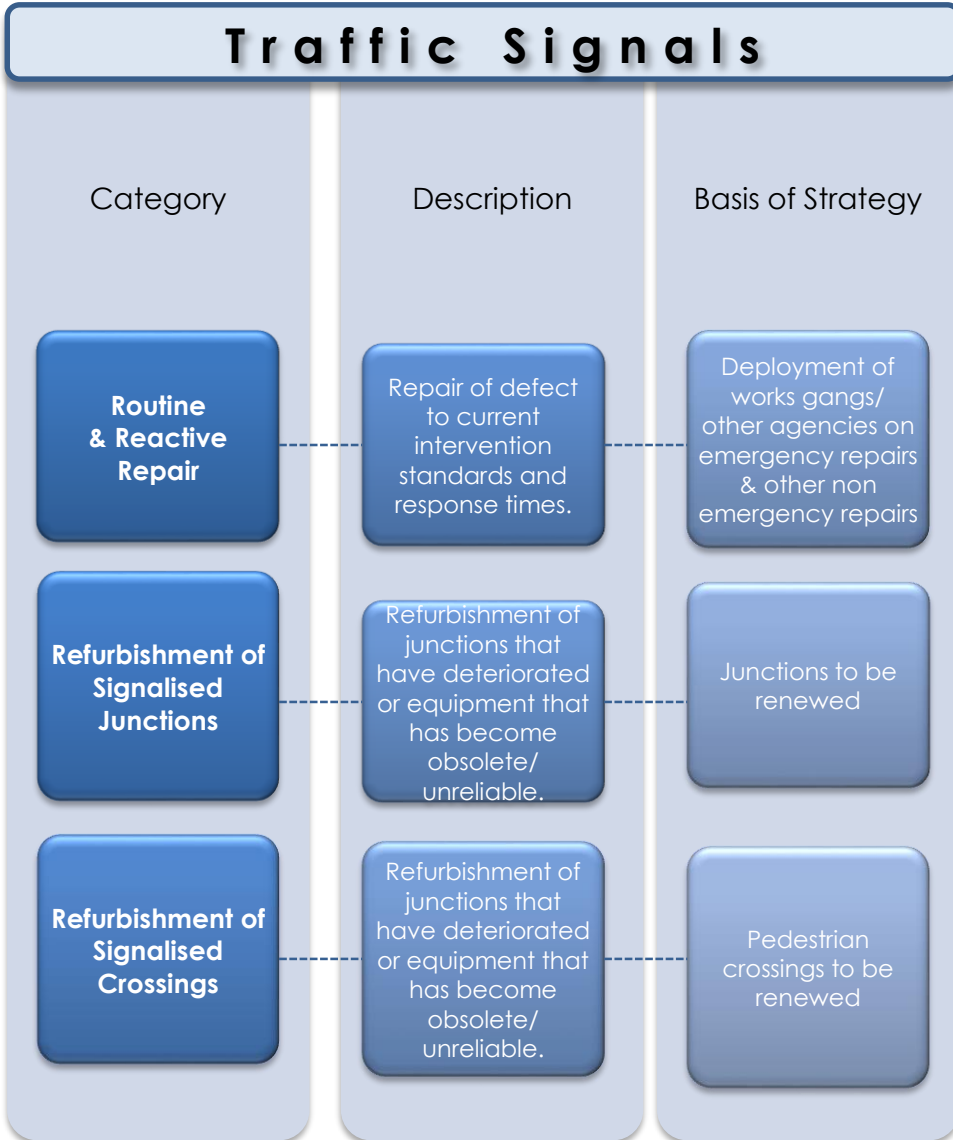 Traffic Signals
Category
Description
Basis of Strategy
Routine
& Reactive
Repair
Repair of defect
to current
intervention
standards and
response times.
Deployment of
works gangs/
other agencies on
emergency repairs
& other non
emergency repairs
Refurbishment of
Signalised
Junctions
Refurbishment of
junctions that
have deteriorated
or equipment that
has become
obsolete/
unreliable.
Junctions to be
renewed
Refurbishment of
Signalised
Crossings
Refurbishment of
junctions that
have deteriorated
or equipment that
has become
obsolete/
unreliable.
Pedestrian
crossings to be
renewed